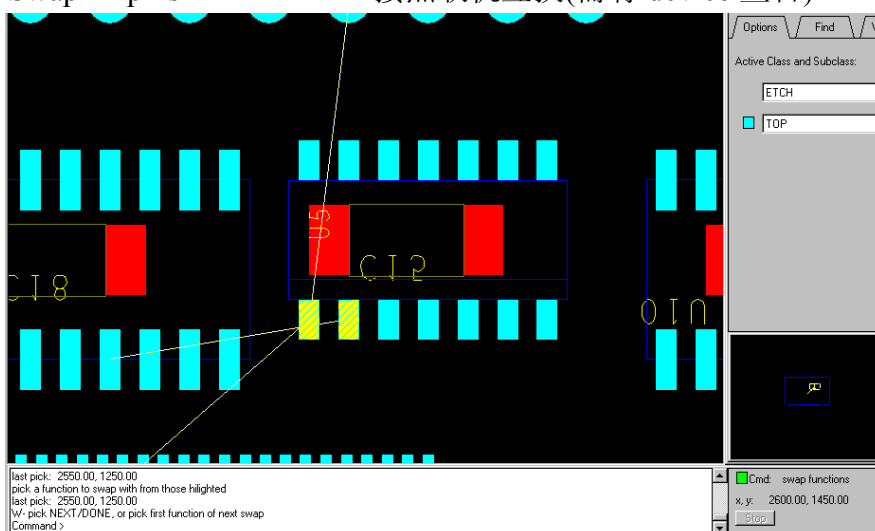 Options
Find
Active Class and Subclass:
ETCH
TOP
U5
C15
C18
U10
last pick: 2550.00, 1250.00
pick a function to swap with from those hilighted
last pick: 2550.00, 1250.00
W- pick NEXT/DONE, or pick first function of next swap
Command >
Cmd: swap functions
x, y: 2600.00, 1450.00
Stop